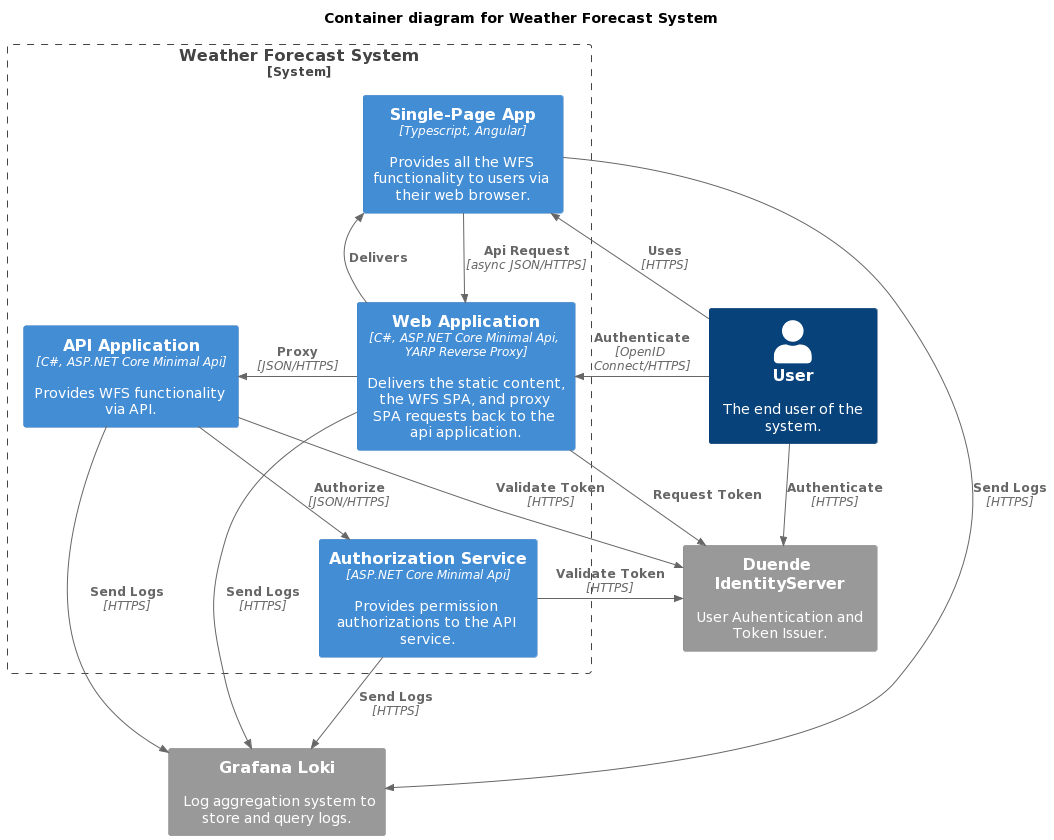 Container diagram for Weather Forecast System
Weather Forecast System
[System]
Single-Page App
[Typescript, Angular]
Provides all the WFS
functionality to users via
their web browser.
Delivers
Api Request
[async JSON/HTTPS]
Uses
[HTTPS]
API Application
[C#, ASP.NET Core Minimal Api]
Provides WFS functionality
via API.
Proxy
[JSON/HTTPS]
Web Application
[C#, ASP.NET Core Minimal Api,
YARP Reverse Proxy]
Delivers the static content,
the WFS SPA, and proxy
SPA requests back to the
api application.
Authenticate
[OpenID
Connect/HTTPS]
User
The end user of the
system.
Authorize
[JSON/HTTPS]
Validate Token
[HTTPS]
Request Token
Authenticate
[HTTPS]
Send Logs
[HTTPS]
Send Logs
[HTTPS]
Send Logs
[HTTPS]
Authorization Service
[ASP.NET Core Minimal Api]
Provides permission
authorizations to the API
service.
Validate Token
[HTTPS]
Duende
IdentityServer
User Auhentication and
Token Issuer.
Send Logs
[HTTPS]
Grafana Loki
Log aggregation system to
store and query logs.